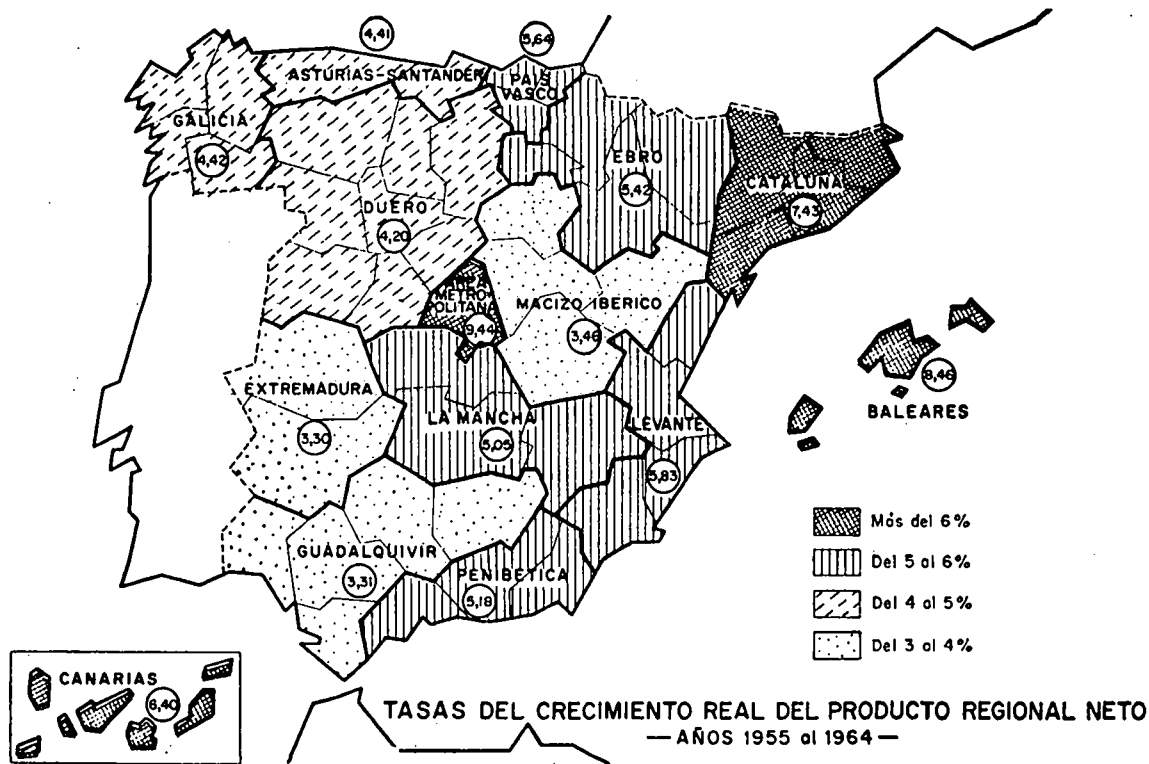 4,41
5,64
ASTURIAS-SANTANDER
PAIS
VASCO
GALICIA
4,42
EBRO
5,42
CATALUÑA
7,43
DUERO
4,20
AREA
METRO-
POLITANA
9,44
MACIZO IBERICO
3,46
8,46
BALEARES
EXTREMADURA
3,30
LA MANCHA
5,05
LEVANTE
5,83
GUADALQUIVIR
3,31
PENIBETICA
5,18
Más del 6%
Del 5 al 6%
Del 4 al 5%
Del 3 al 4%
CANARIAS
6,40
TASAS DEL CRECIMIENTO REAL DEL PRODUCTO REGIONAL NETO
— AÑOS 1955 al 1964 —